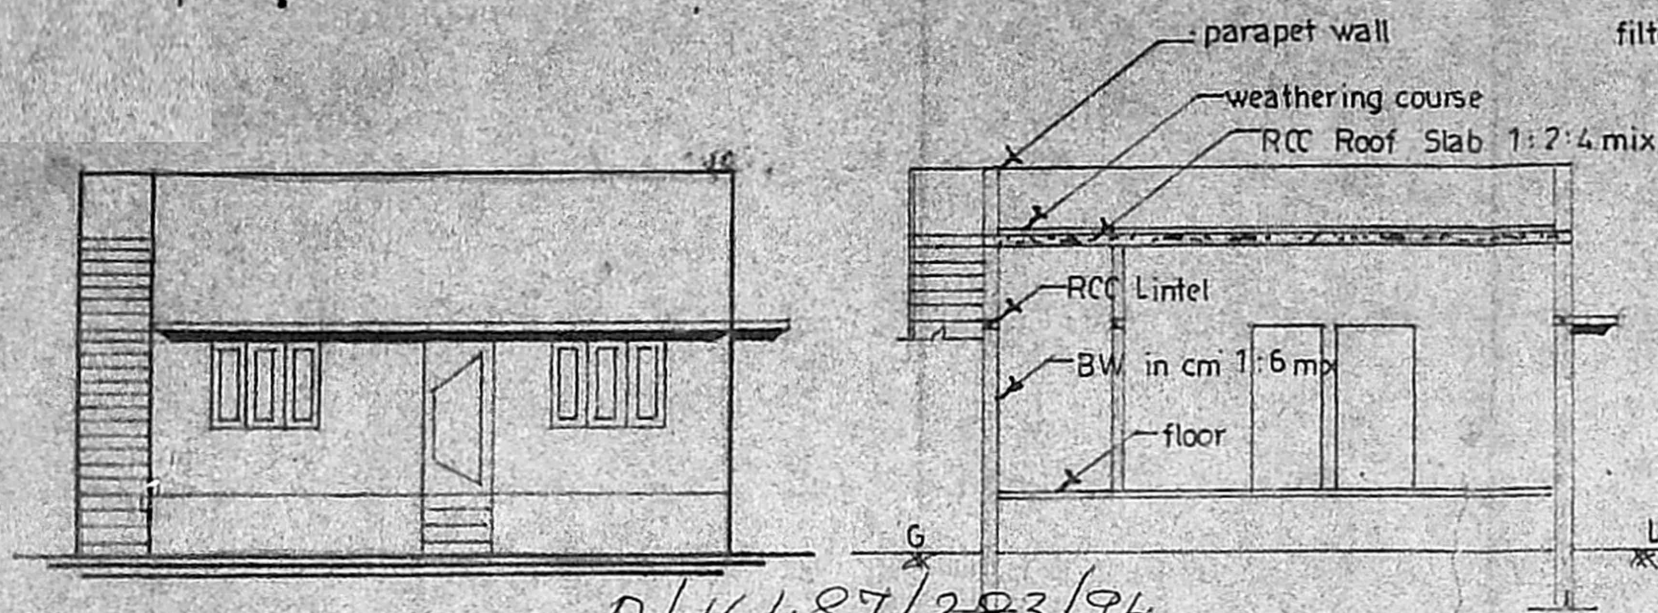 parapet wall
filt
weathering course
RCC Roof Slab 1:2:4 mix
RCC Lintel
BW in cm 1:6 mx
floor
G
L